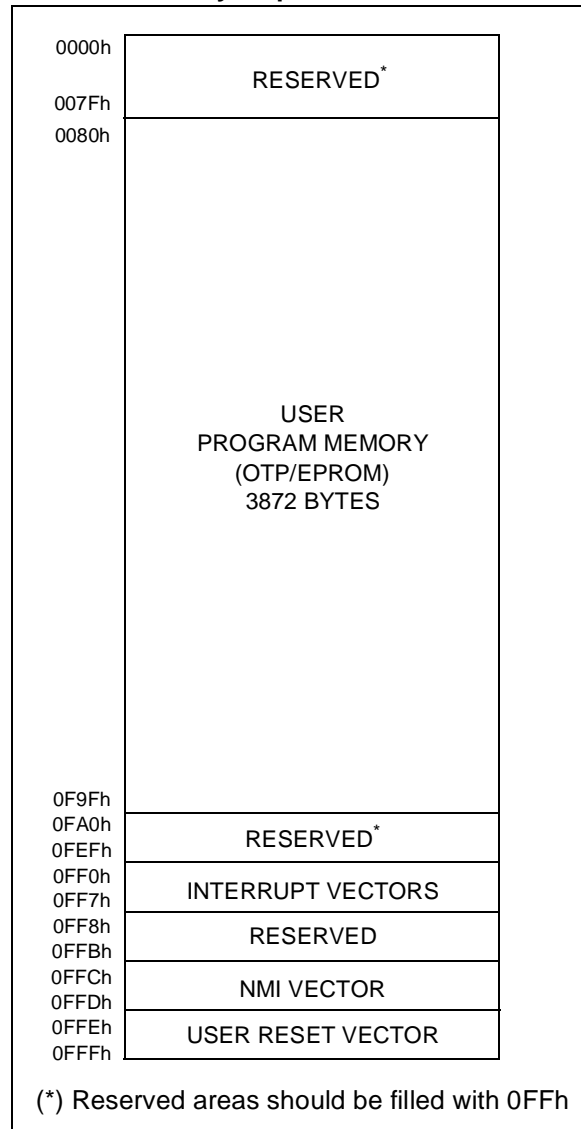 0000h
RESERVED*
007Fh
0080h
USER
PROGRAM MEMORY
(OTP/EPROM)
3872 BYTES
0F9Fh
0FA0h
RESERVED*
0FEFh
0FF0h
INTERRUPT VECTORS
0FF7h
0FF8h
RESERVED
0FFBh
0FFCh
NMI VECTOR
0FFDh
0FFEh
USER RESET VECTOR
0FFFh
(*) Reserved areas should be filled with 0FFh